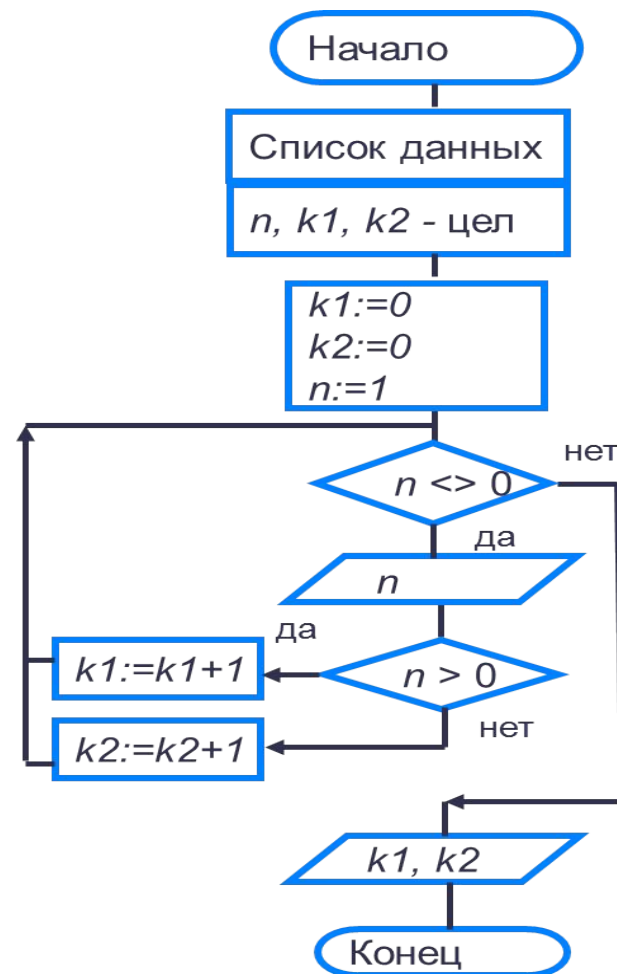 Начало
Список данных
n, k1, k2 - цел
k1:=0
k2:=0
n:=1
нет
n <> 0
да
n
да
k1:=k1+1
n > 0
нет
k2:=k2+1
k1, k2
Конец